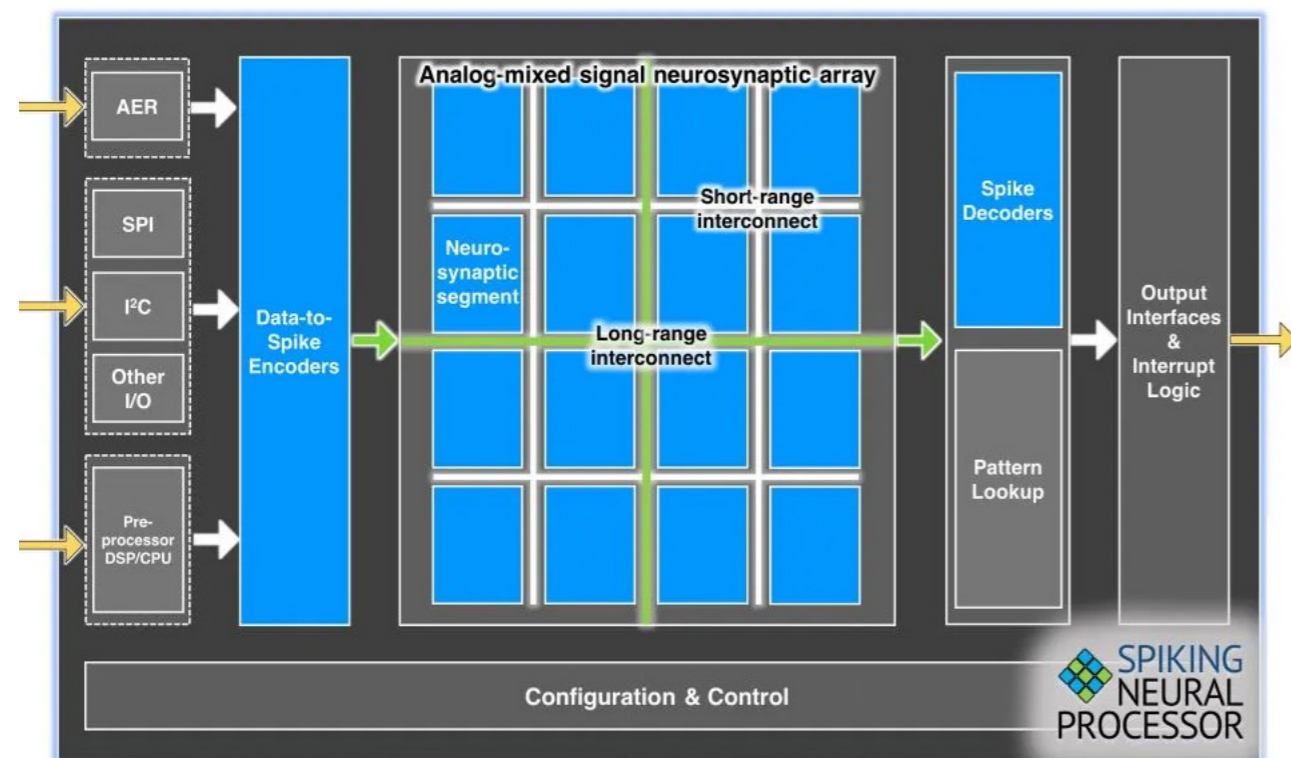 Analog-mixed signal neurosynaptic array
AER
SPI
I²C
Other
I/O
Pre-
processor
DSP/CPU
Data-to-
Spike
Encoders
Short-range
interconnect
Neuro-
synaptic
segment
Long-range
interconnect
Spike
Decoders
Pattern
Lookup
Output
Interfaces
&
Interrupt
Logic
Configuration & Control
SPIKING
NEURAL
PROCESSOR